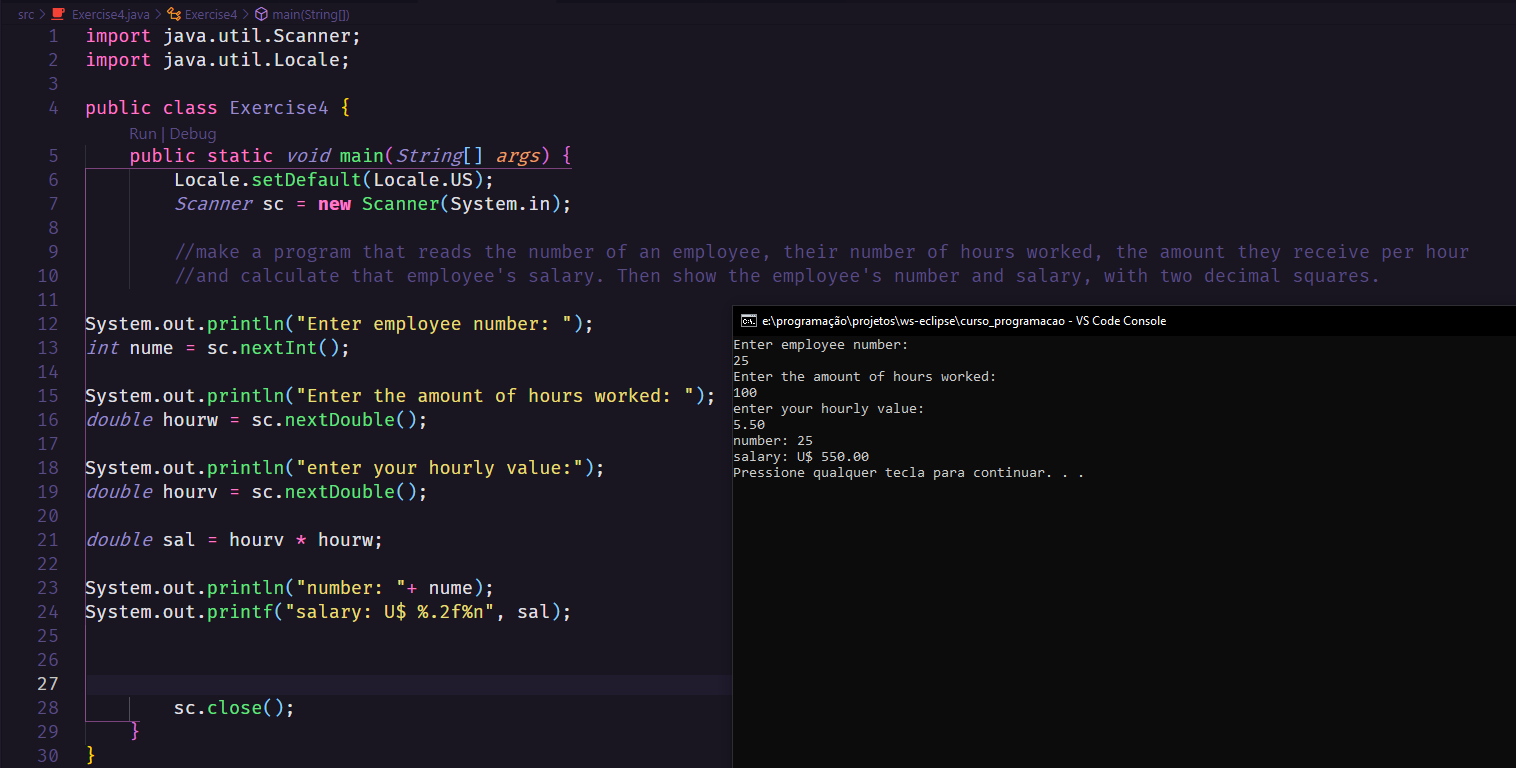 src > Exercise4.java > Exercise4 > main(String[])
1 import java.util.Scanner;
2 import java.util.Locale;
3
4 public class Exercise4 {
Run | Debug
5 public static void main(String[] args) {
6 Locale.setDefault(Locale.US);
7 Scanner sc = new Scanner(System.in);
8
9 //make a program that reads the number of an employee, their number of hours worked, the amount they receive per hour
10 //and calculate that employee's salary. Then show the employee's number and salary, with two decimal squares.
11
12 System.out.println("Enter employee number: ");
13 int nume = sc.nextInt();
14
15 System.out.println("Enter the amount of hours worked: ");
16 double hourw = sc.nextDouble();
17
18 System.out.println("enter your hourly value:");
19 double hourv = sc.nextDouble();
20
21 double sal = hourv * hourw;
22
23 System.out.println("number: "+ nume);
24 System.out.printf("salary: U$ %.2f%n", sal);
25
26
27
28 sc.close();
29 }
30 }
e:\programação\projetos\ws-eclipse\curso_programacao - VS Code Console
Enter employee number:
25
Enter the amount of hours worked:
100
enter your hourly value:
5.50
number: 25
salary: U$ 550.00
Pressione qualquer tecla para continuar. . .